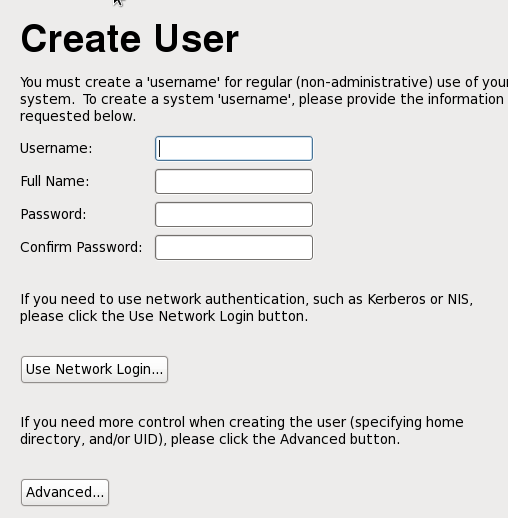 Create User
You must create a 'username' for regular (non-administrative) use of your
system.  To create a system 'username', please provide the information
requested below.
Username:
Full Name:
Password:
Confirm Password:
If you need to use network authentication, such as Kerberos or NIS,
please click the Use Network Login button.
Use Network Login...
If you need more control when creating the user (specifying home
directory, and/or UID), please click the Advanced button.
Advanced...